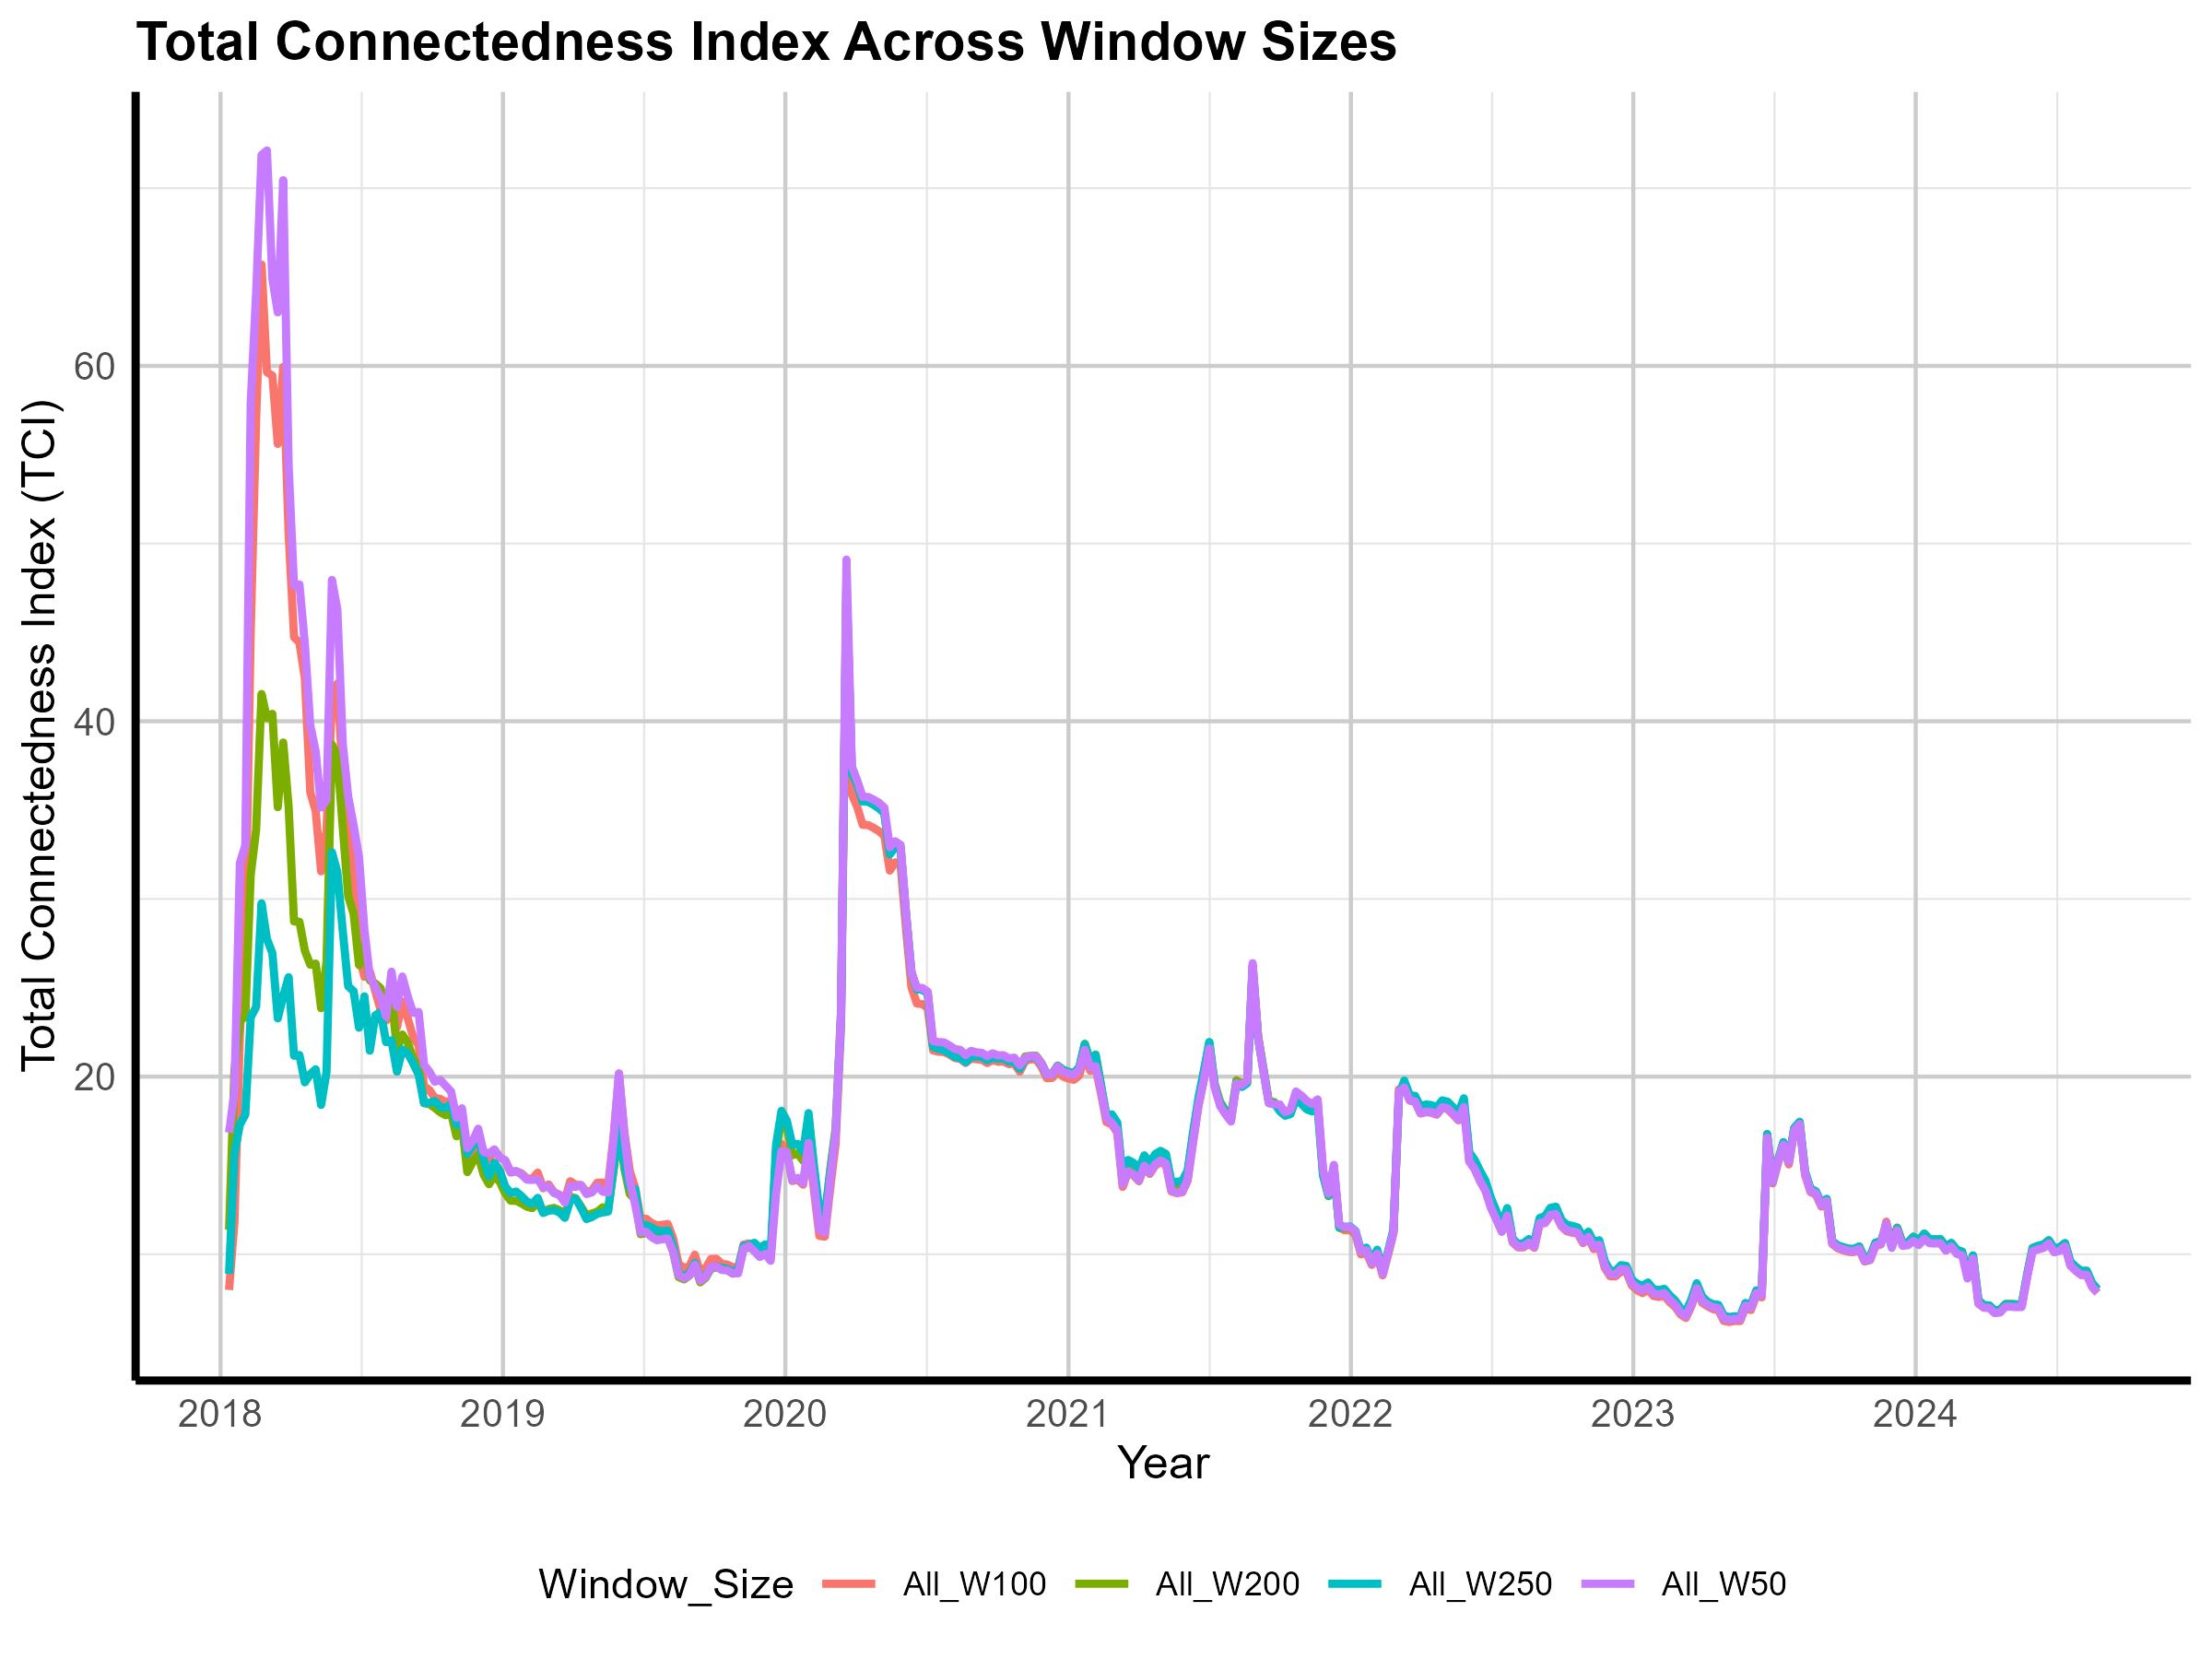 Total Connectedness Index Across Window Sizes
Total Connectedness Index (TCI)
60
40
20
2018 2019 2020 2021 2022 2023 2024
Year
Window_Size All_W100 All_W200 All_W250 All_W50